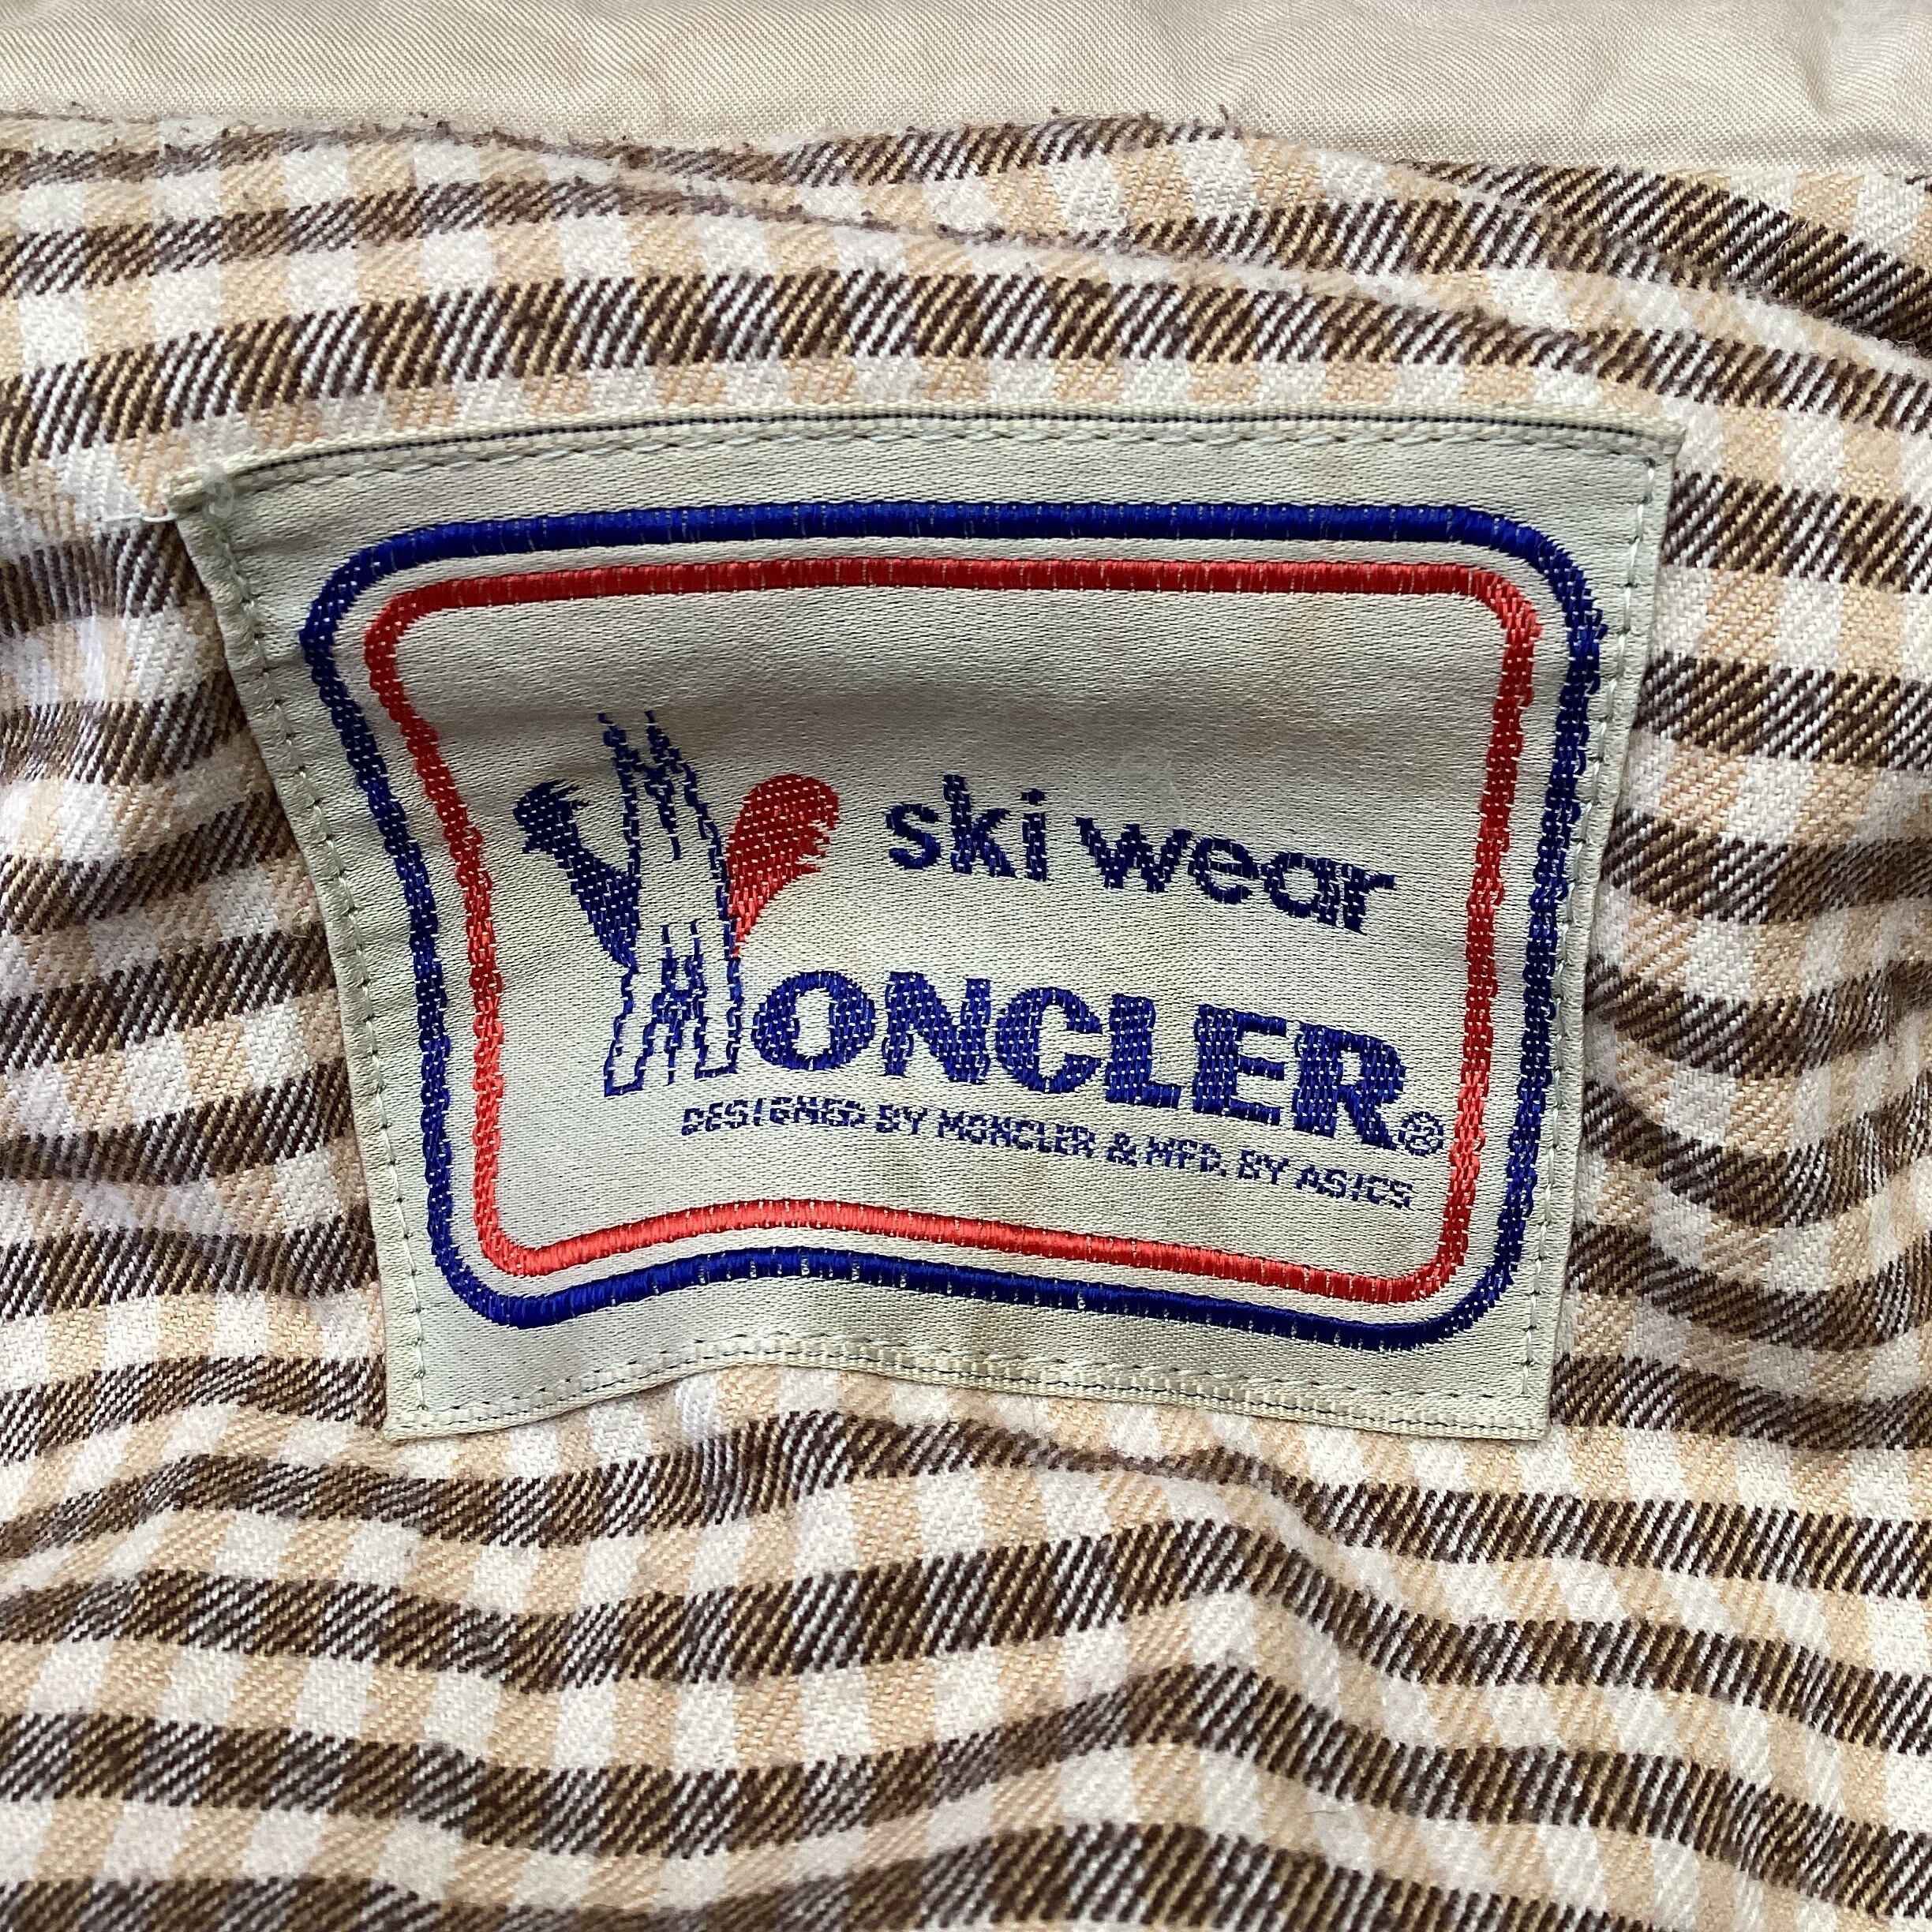 ski wear
MONCLER®
DESIGNED BY MONCLER & MFD. BY ASICS